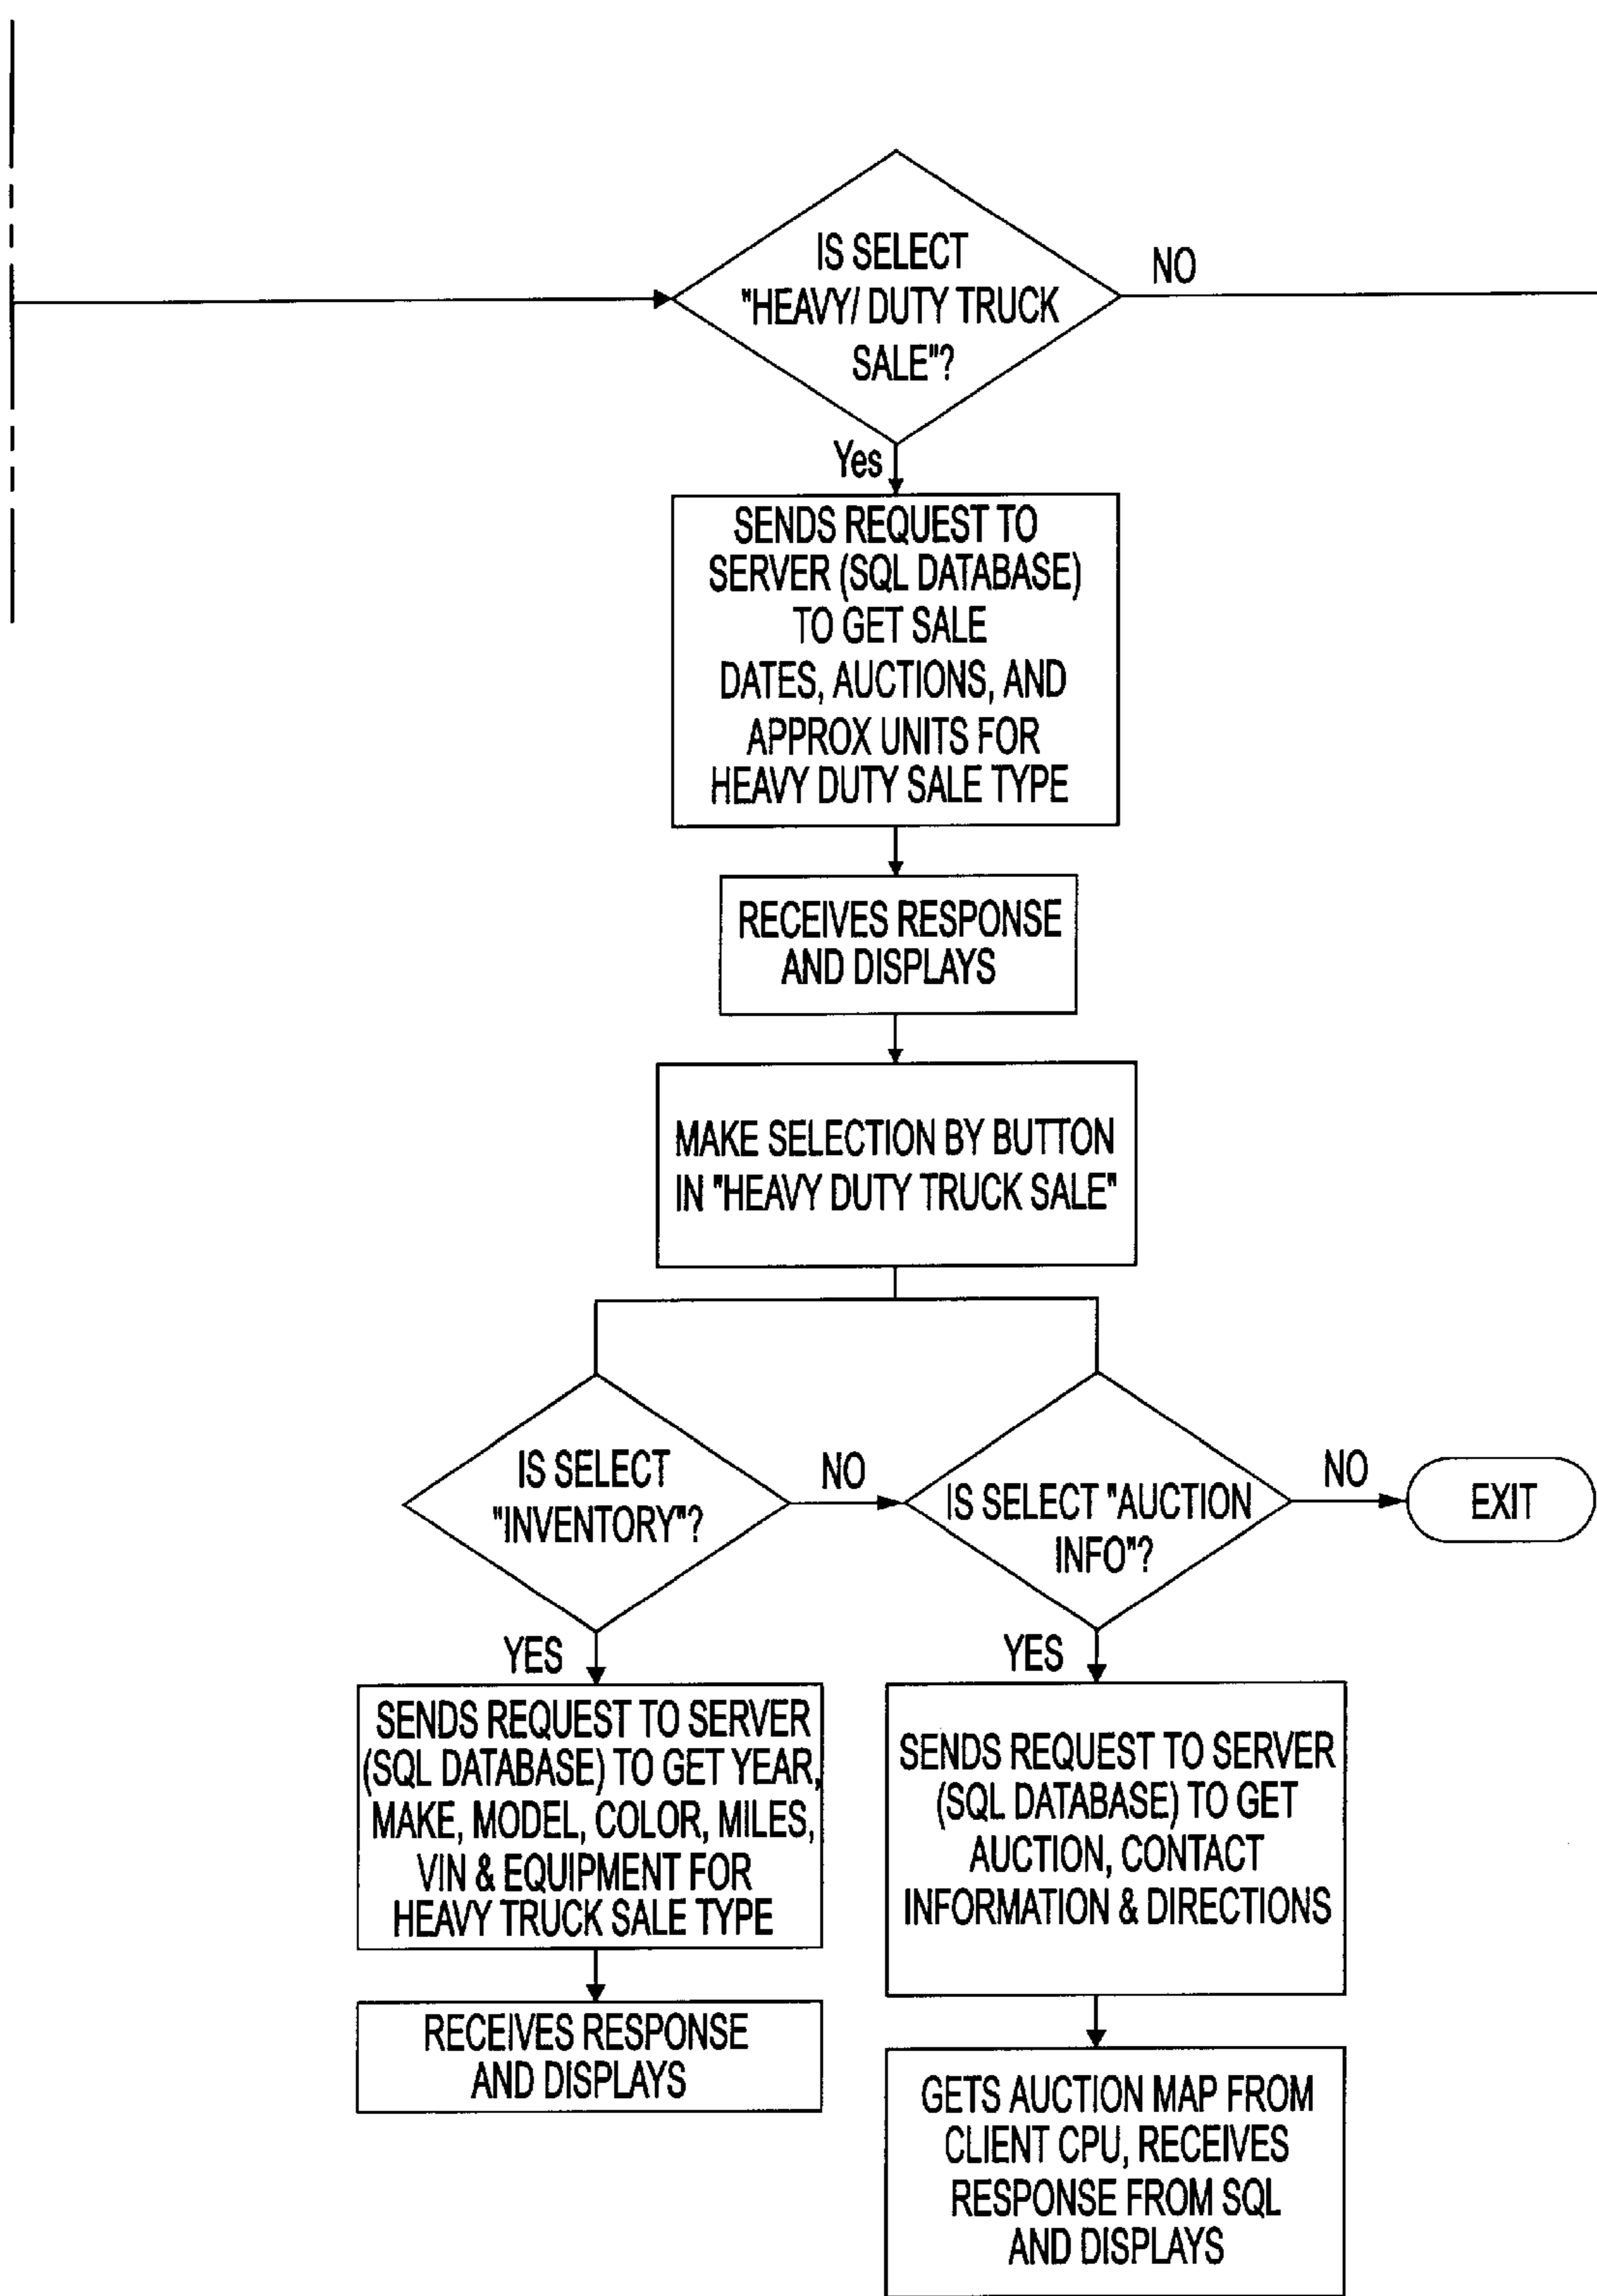 IS SELECT
"HEAVY/ DUTY TRUCK
SALE"?
NO
Yes
SENDS REQUEST TO
SERVER (SQL DATABASE)
TO GET SALE
DATES, AUCTIONS, AND
APPROX UNITS FOR
HEAVY DUTY SALE TYPE
RECEIVES RESPONSE
AND DISPLAYS
MAKE SELECTION BY BUTTON
IN "HEAVY DUTY TRUCK SALE"
IS SELECT
"INVENTORY"?
NO
IS SELECT "AUCTION
INFO"?
NO
EXIT
YES
SENDS REQUEST TO SERVER
(SQL DATABASE) TO GET YEAR,
MAKE, MODEL, COLOR, MILES,
VIN & EQUIPMENT FOR
HEAVY TRUCK SALE TYPE
RECEIVES RESPONSE
AND DISPLAYS
YES
SENDS REQUEST TO SERVER
(SQL DATABASE) TO GET
AUCTION, CONTACT
INFORMATION & DIRECTIONS
GETS AUCTION MAP FROM
CLIENT CPU, RECEIVES
RESPONSE FROM SQL
AND DISPLAYS